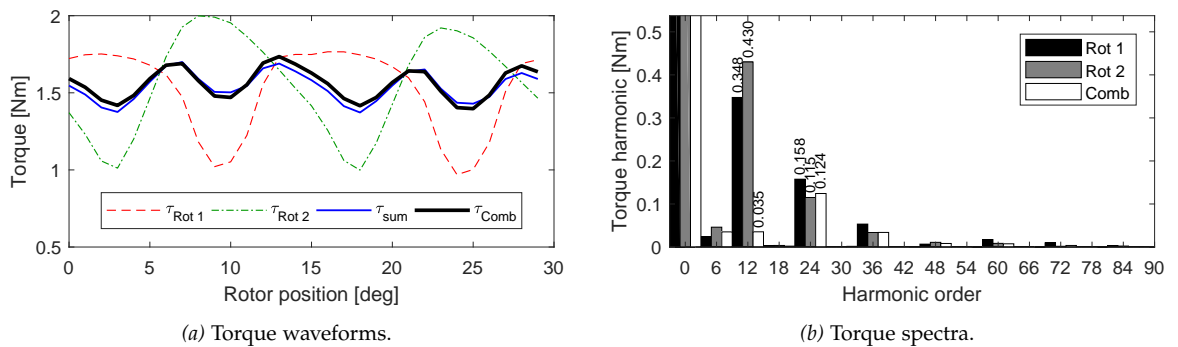 2
1.5
1
0.5
Torque [Nm]
τRot 1 τRot 2 τsum τComb
0 5 10 15 20 25 30
Rotor position [deg]
(a) Torque waveforms.
0.5
0.4
0.3
0.2
0.1
0
Torque harmonic [Nm]
0.348
0.430
0.035
0.158
0.115
0.124
Rot 1
Rot 2
Comb
0 6 12 18 24 30 36 42 48 54 60 66 72 78 84 90
Harmonic order
(b) Torque spectra.